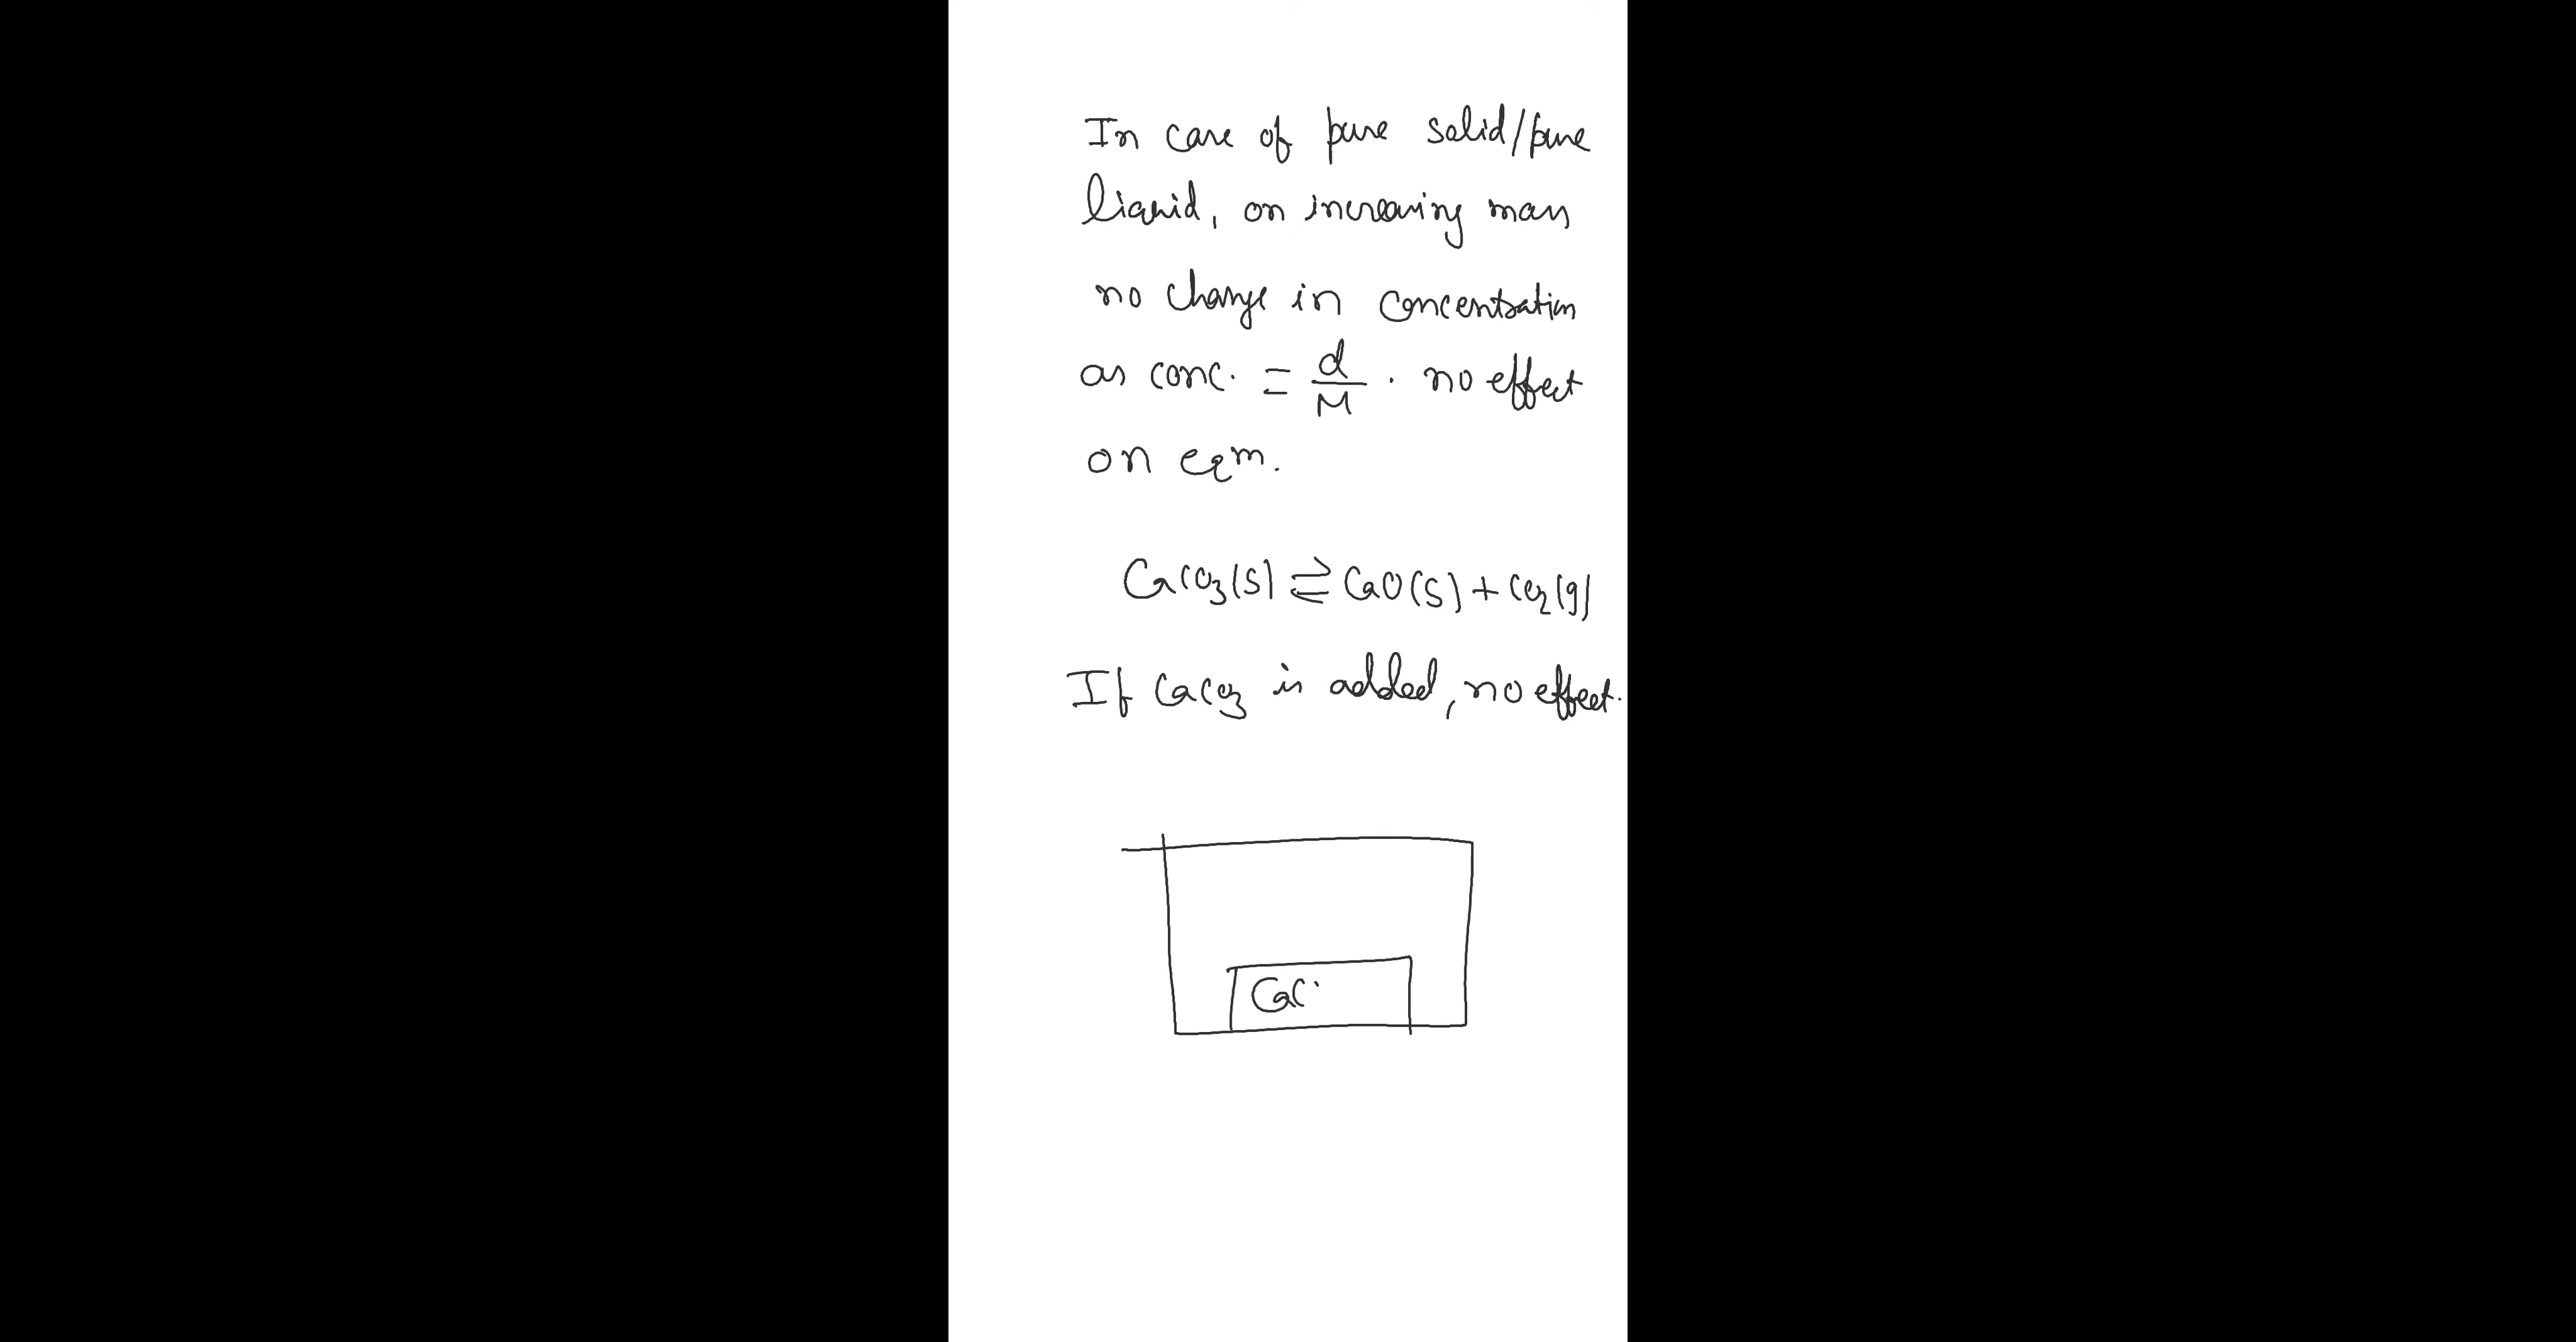 In case of pure solid/pure
liquid, on increasing mass
no change in concentration
as conc. = d/M . no effect
on eqm.
CaCO3(s) ⇌ CaO(s) + CO2(g)
If CaCO3 is added, no effect.
CaC